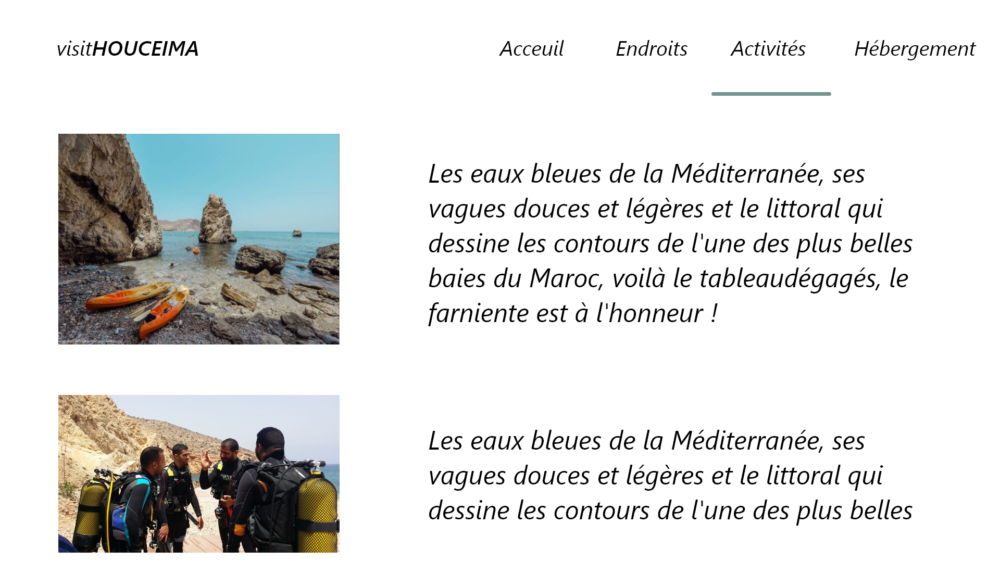 visitHOUCEIMA
Acceuil Endroits Activités Hébergement
Les eaux bleues de la Méditerranée, ses
vagues douces et légères et le littoral qui
dessine les contours de l'une des plus belles
baies du Maroc, voilà le tableaudégagés, le
farniente est à l'honneur !
Les eaux bleues de la Méditerranée, ses
vagues douces et légères et le littoral qui
dessine les contours de l'une des plus belles